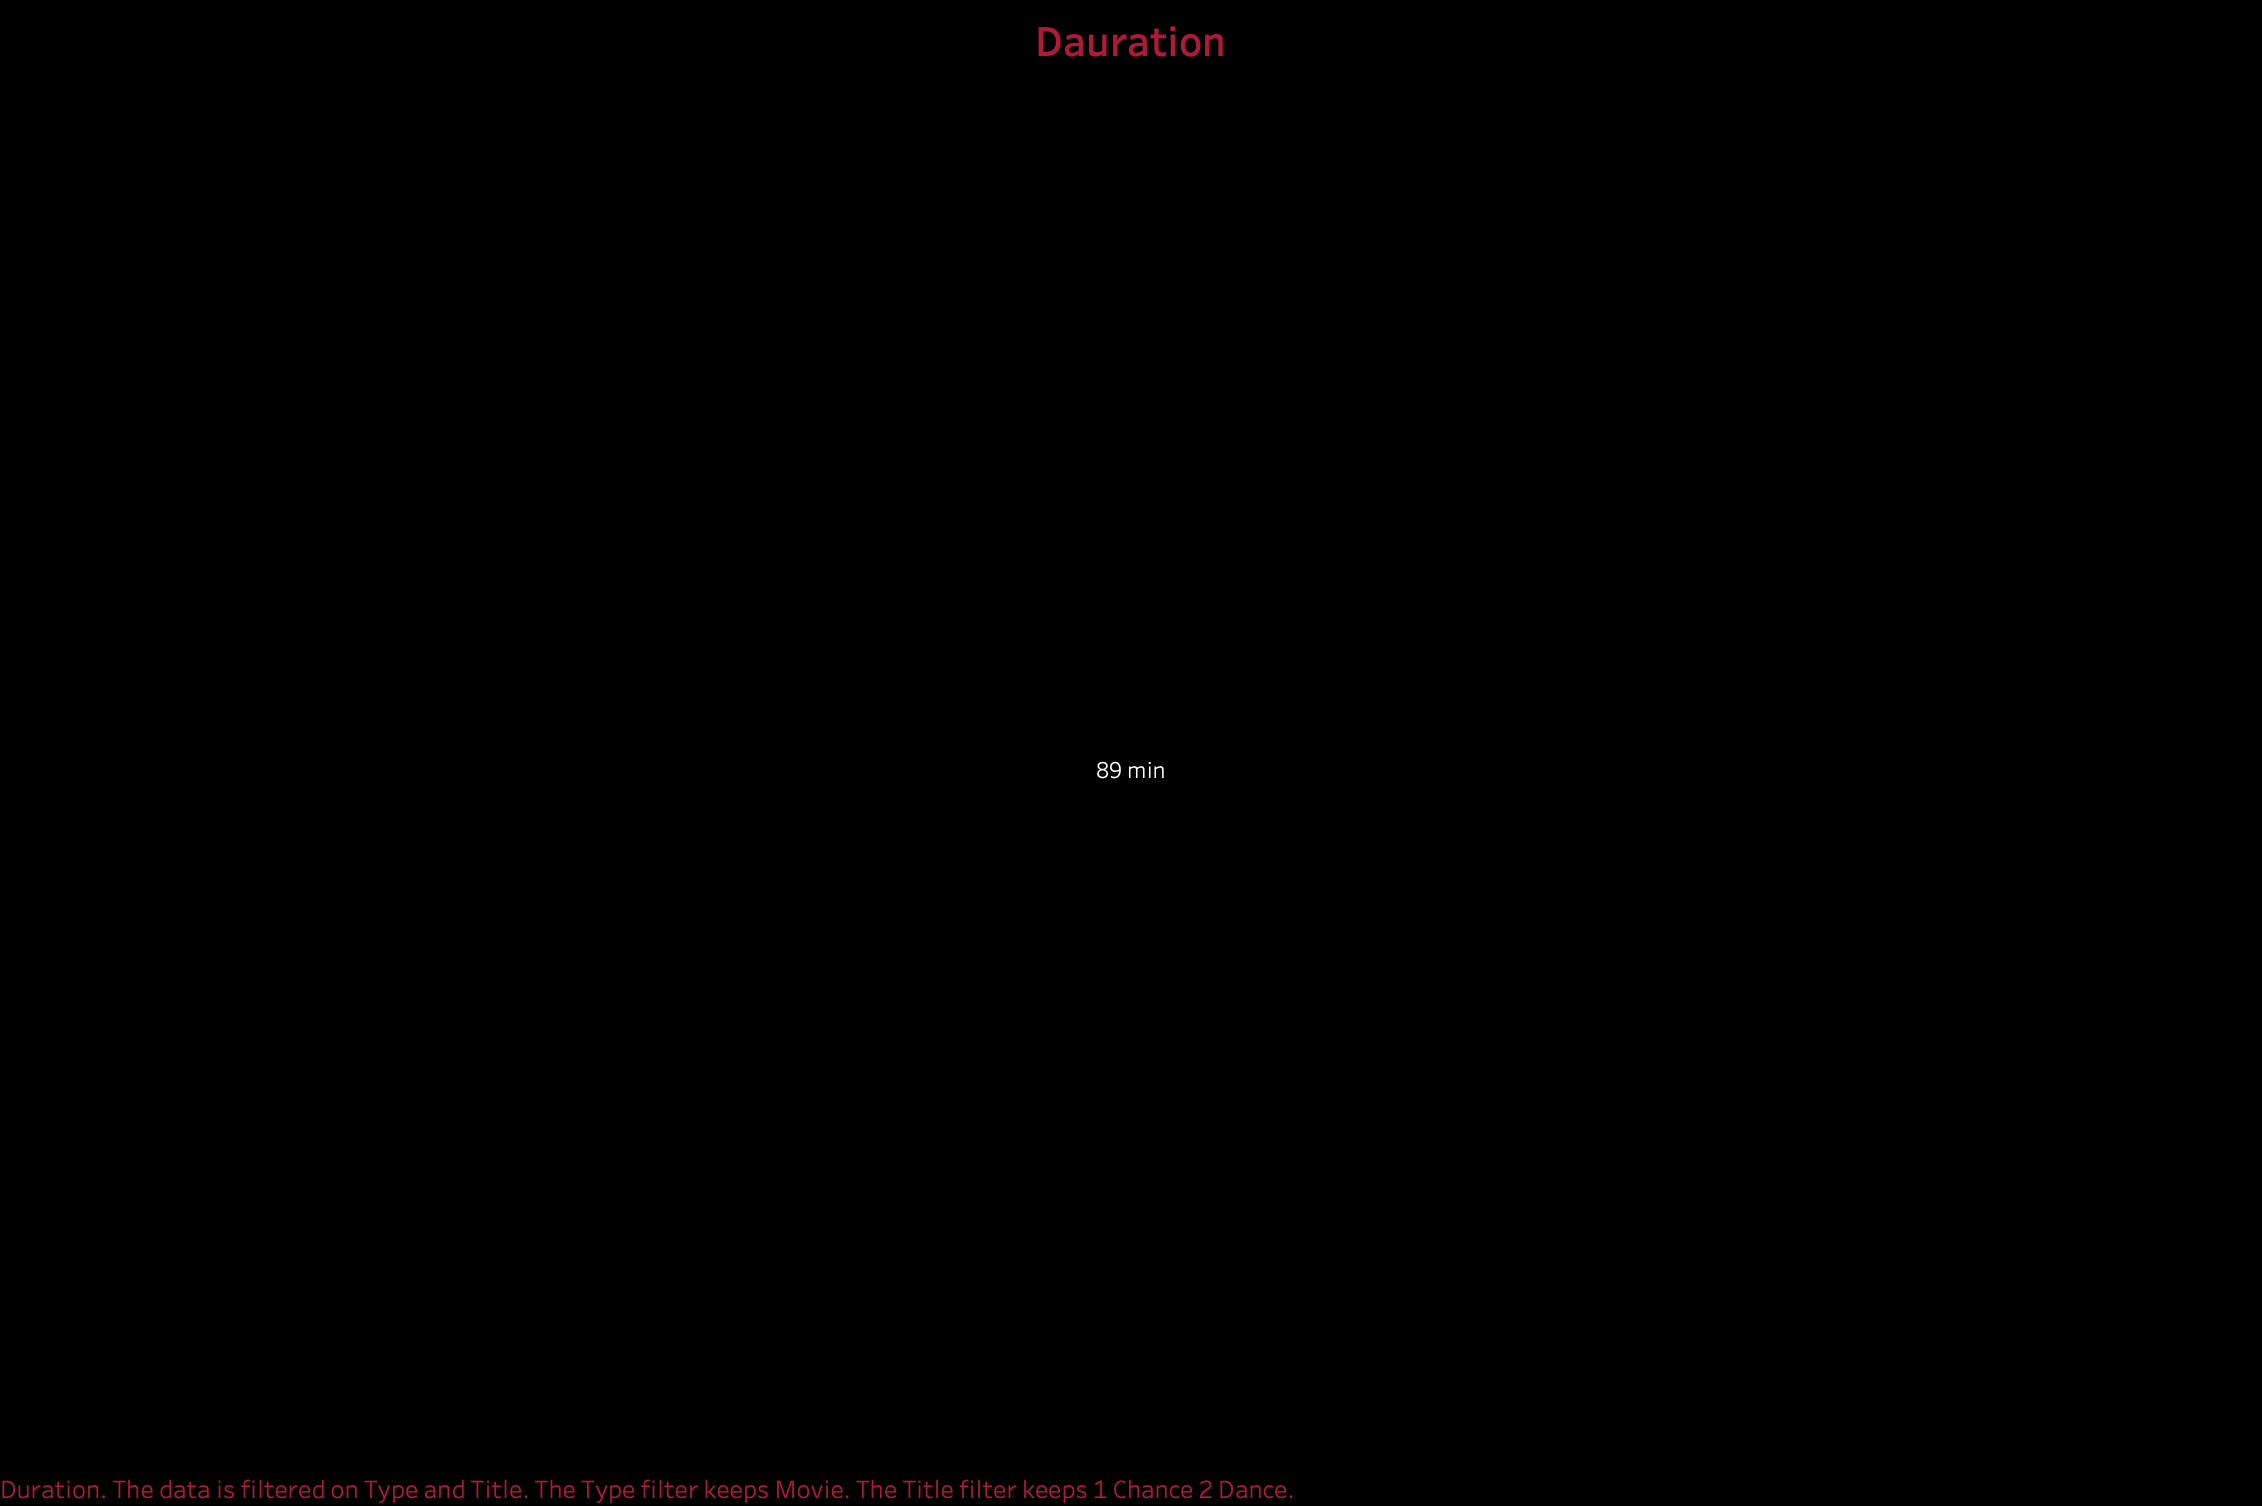 Dauration
89 min
Duration. The data is filtered on Type and Title. The Type filter keeps Movie. The Title filter keeps 1 Chance 2 Dance.